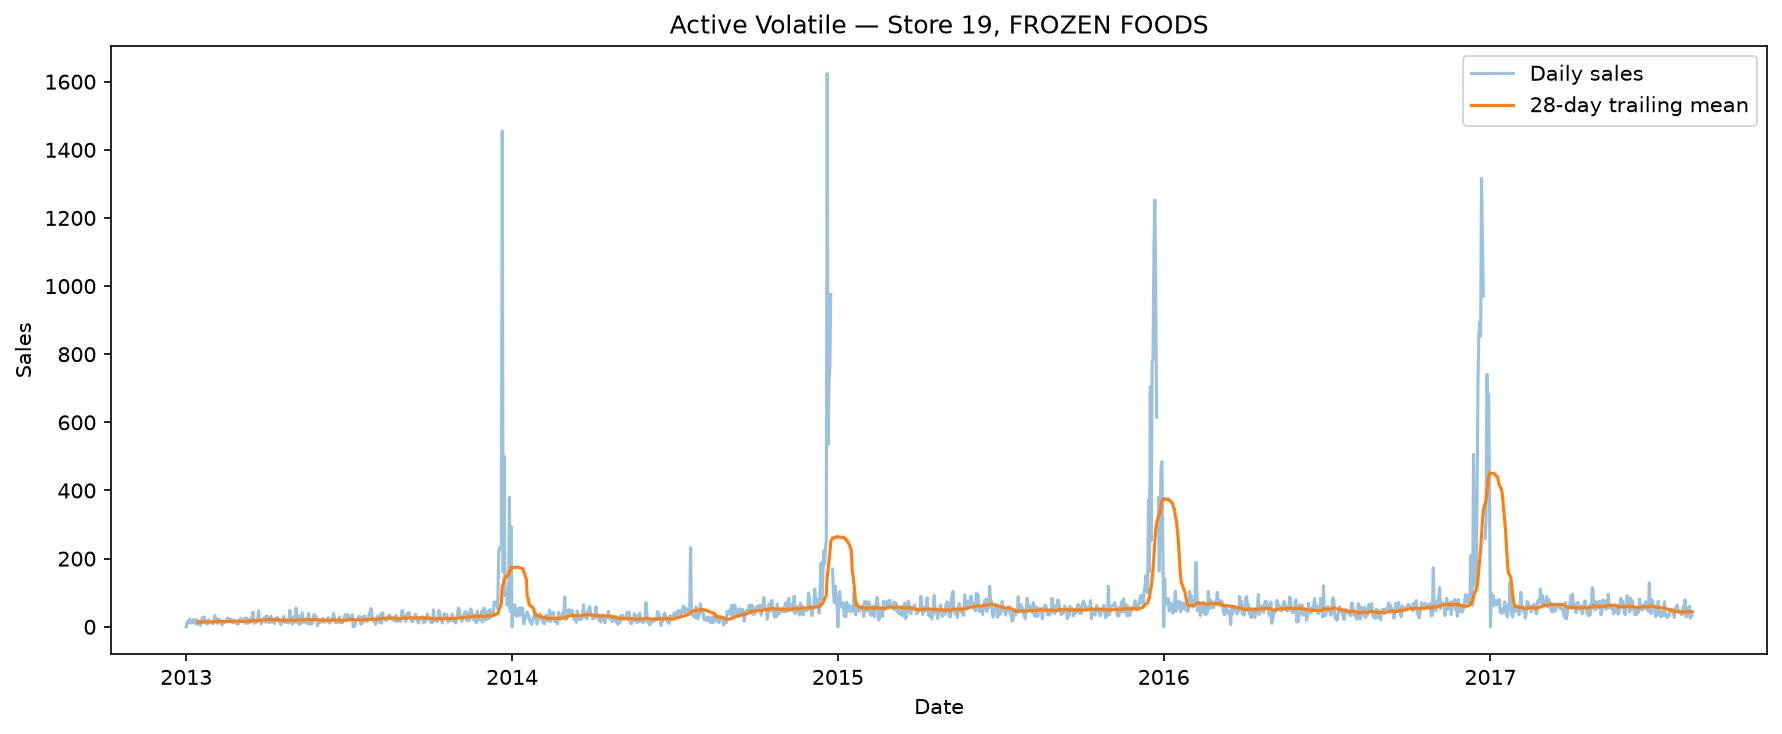 Active Volatile — Store 19, FROZEN FOODS
Daily sales
28-day trailing mean
1600
1400
1200
1000
800
600
400
200
0
Sales
2013
2014
2015
2016
2017
Date